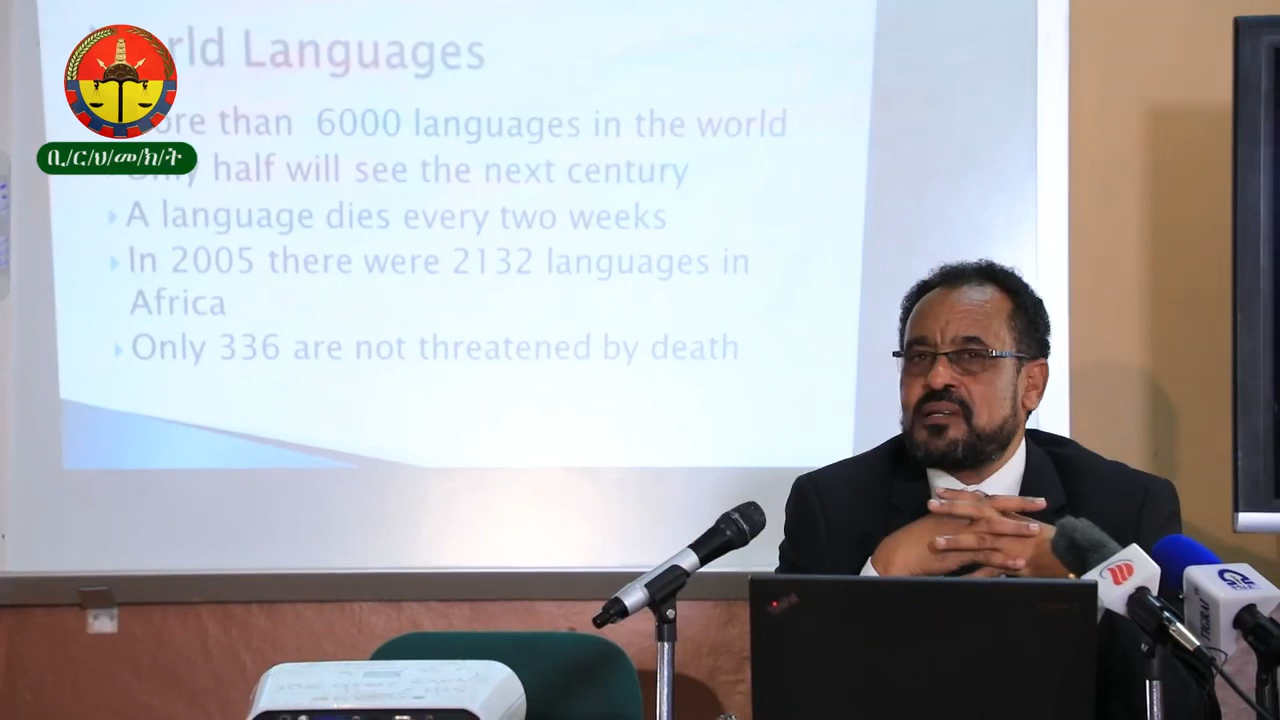 World Languages
More than 6000 languages in the world
Only half will see the next century
A language dies every two weeks
In 2005 there were 2132 languages in
Africa
Only 336 are not threatened by death
ቢ/ር/ህ/መ/ክ/ት
TIGRAI